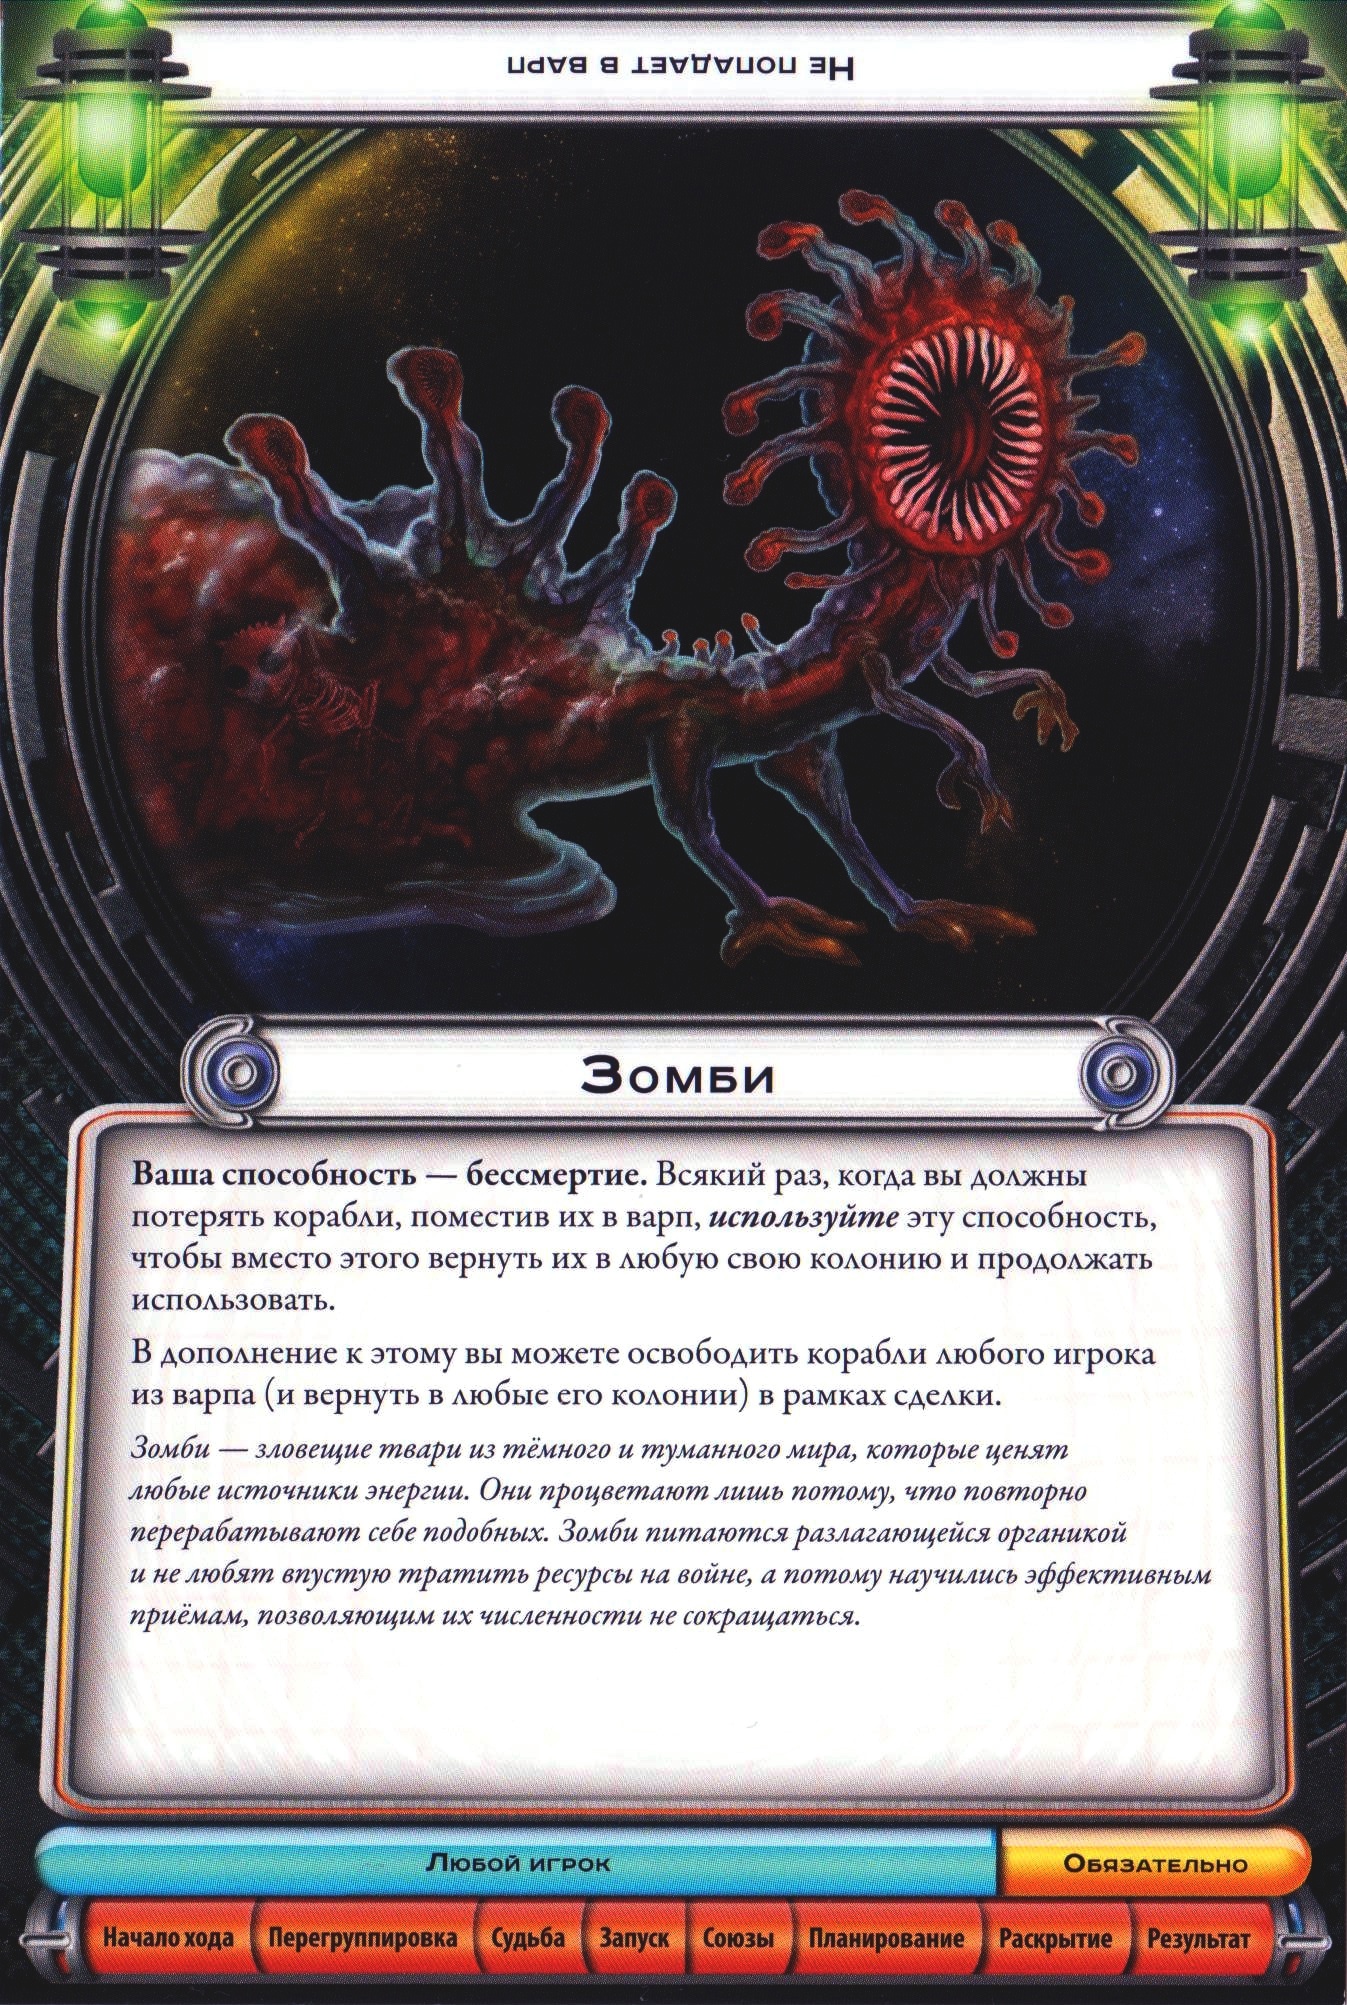 Не попадает в варп
Зомби
Ваша способность — бессмертие. Всякий раз, когда вы должны
потерять корабли, поместив их в варп, используйте эту способность,
чтобы вместо этого вернуть их в любую свою колонию и продолжать
использовать.
В дополнение к этому вы можете освободить корабли любого игрока
из варпа (и вернуть в любые его колонии) в рамках сделки.
Зомби — зловещие твари из тёмного и туманного мира, которые ценят
любые источники энергии. Они процветают лишь потому, что повторно
перерабатывают себе подобных. Зомби питаются разлагающейся органикой
и не любят впустую тратить ресурсы на войне, а потому научились эффективным
приёмам, позволяющим их численности не сокращаться.
Любой игрок Обязательно
Начало хода Перегруппировка Судьба Запуск Союзы Планирование Раскрытие Результат